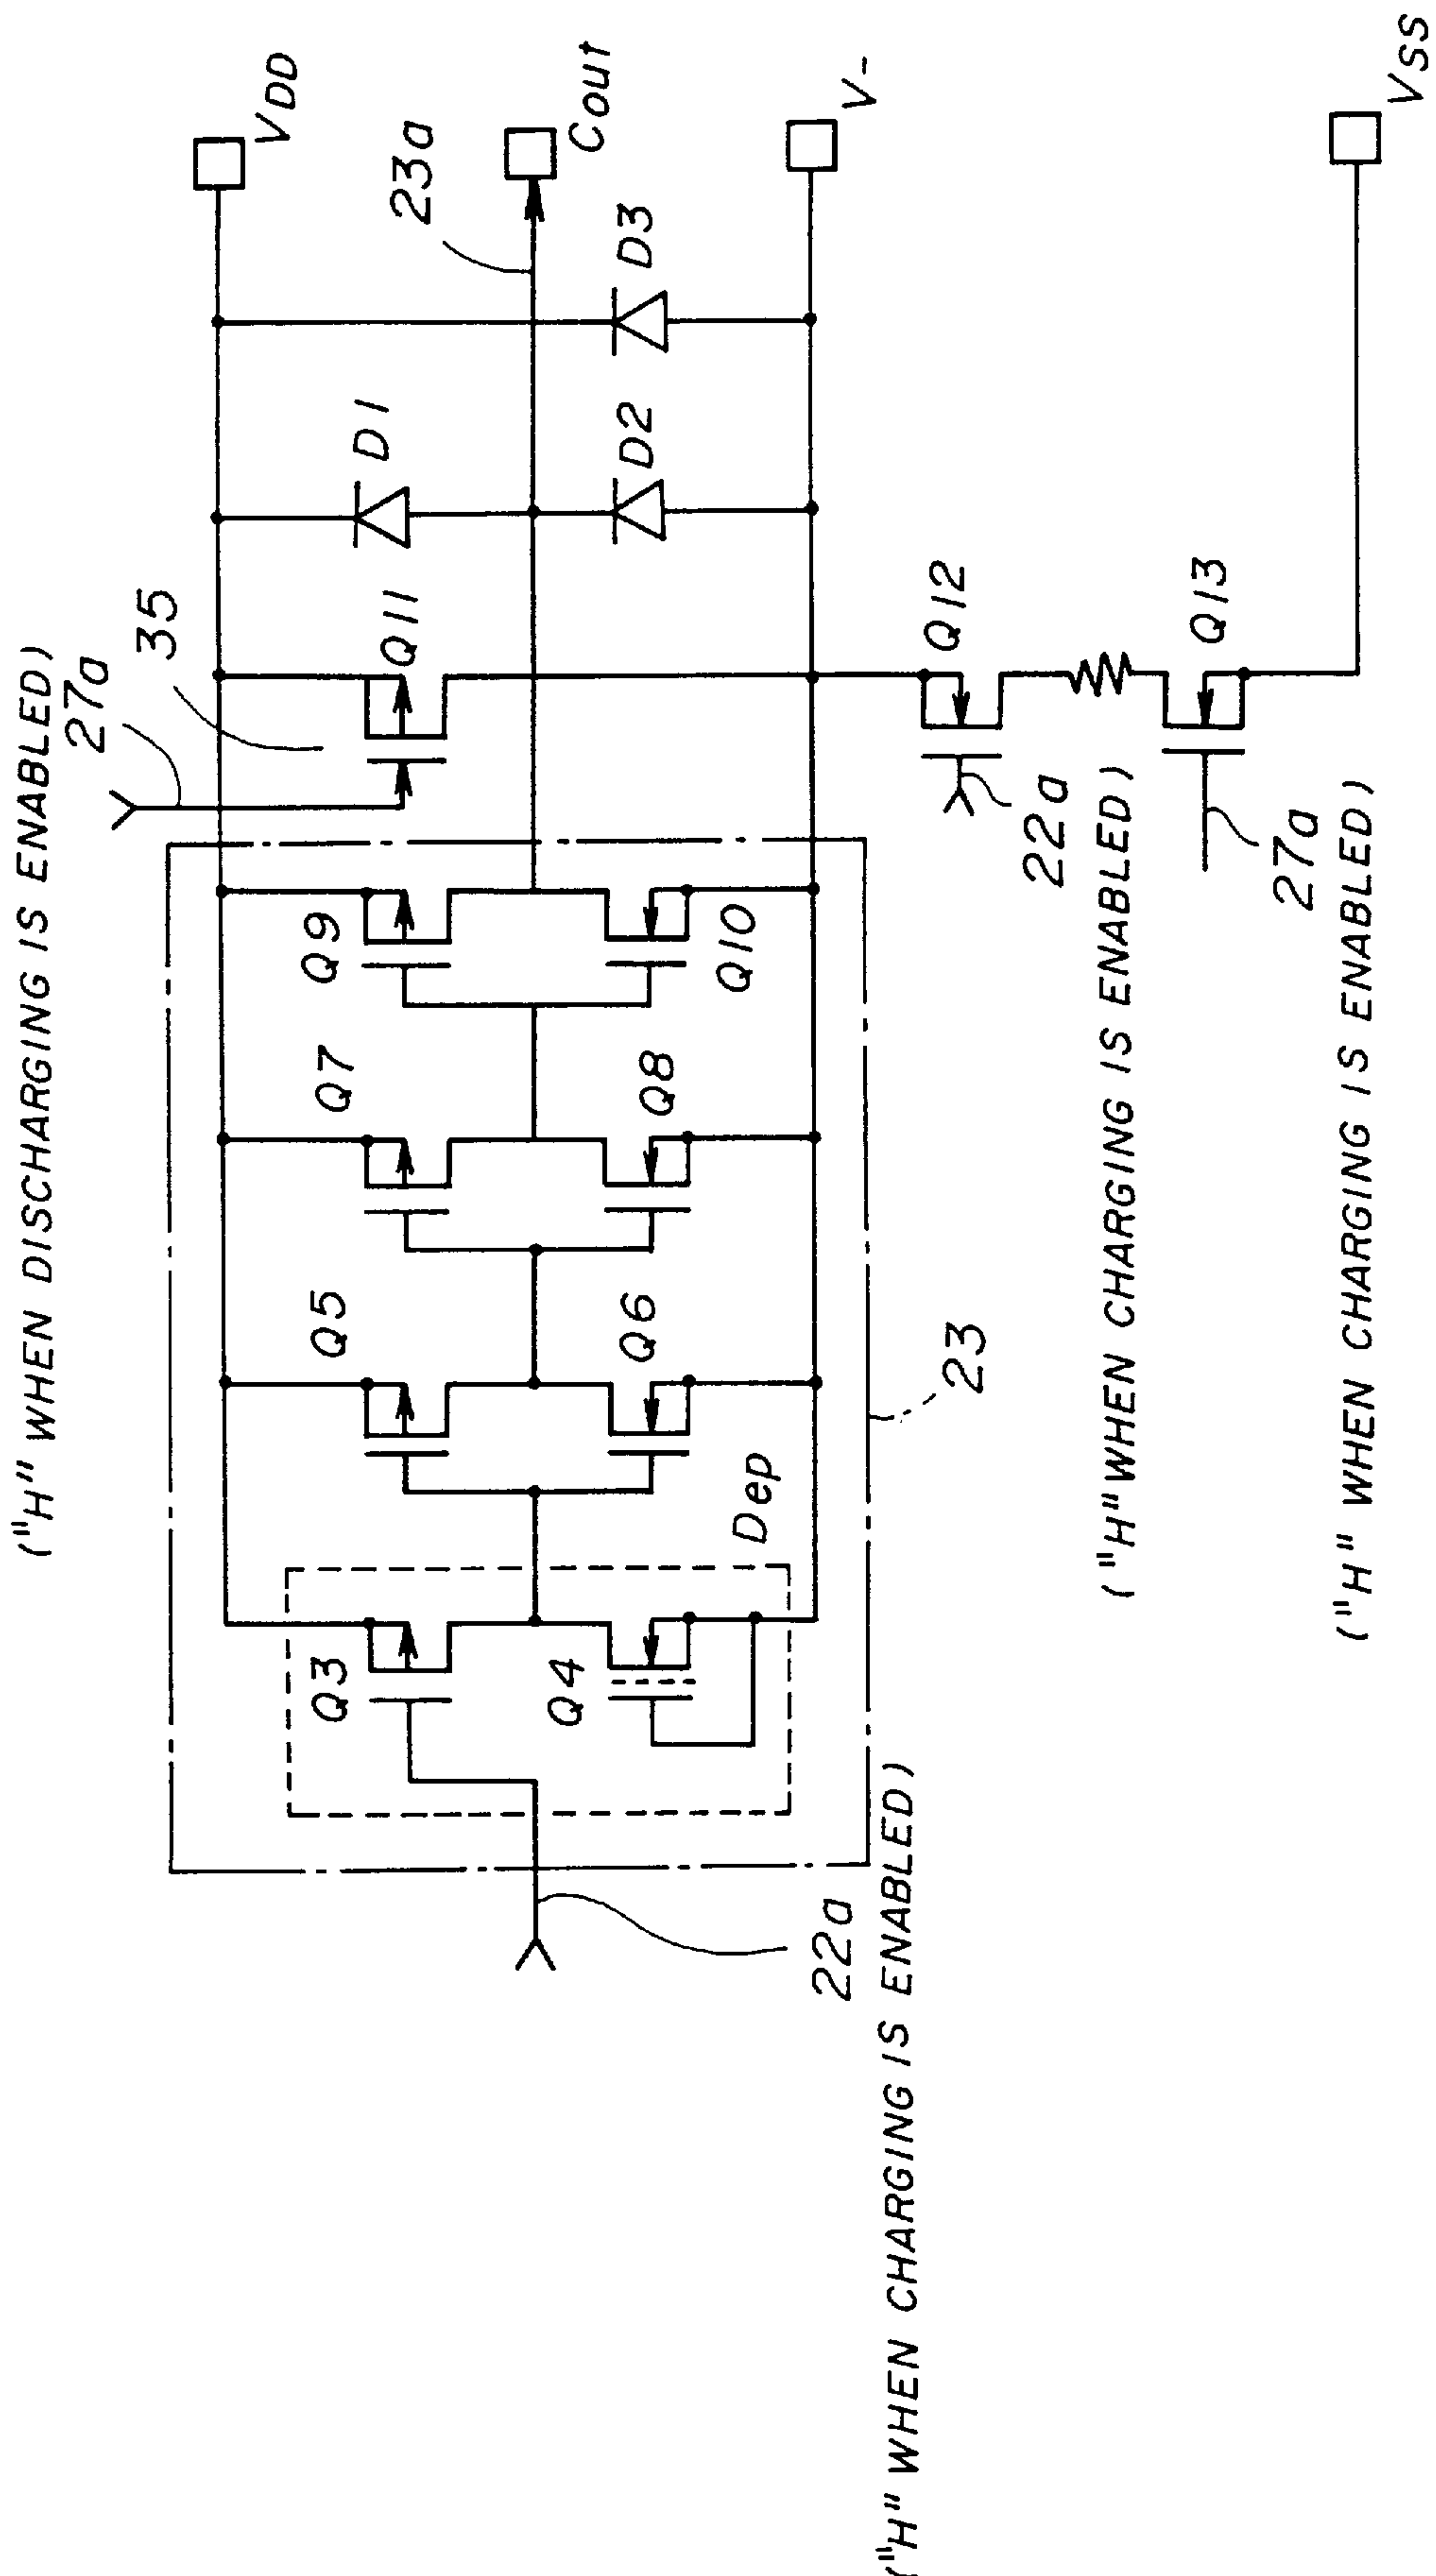 ("H" WHEN DISCHARGING IS ENABLED)
27a
35
VDD
Q3
Q5
Q7
Q9
Q11
D1
23a
Cout
Q4
Dep
Q6
Q8
Q10
D2
D3
V-
22a
("H" WHEN CHARGING IS ENABLED)
23
Q12
22a
("H" WHEN CHARGING IS ENABLED)
Q13
27a
("H" WHEN CHARGING IS ENABLED)
VSS